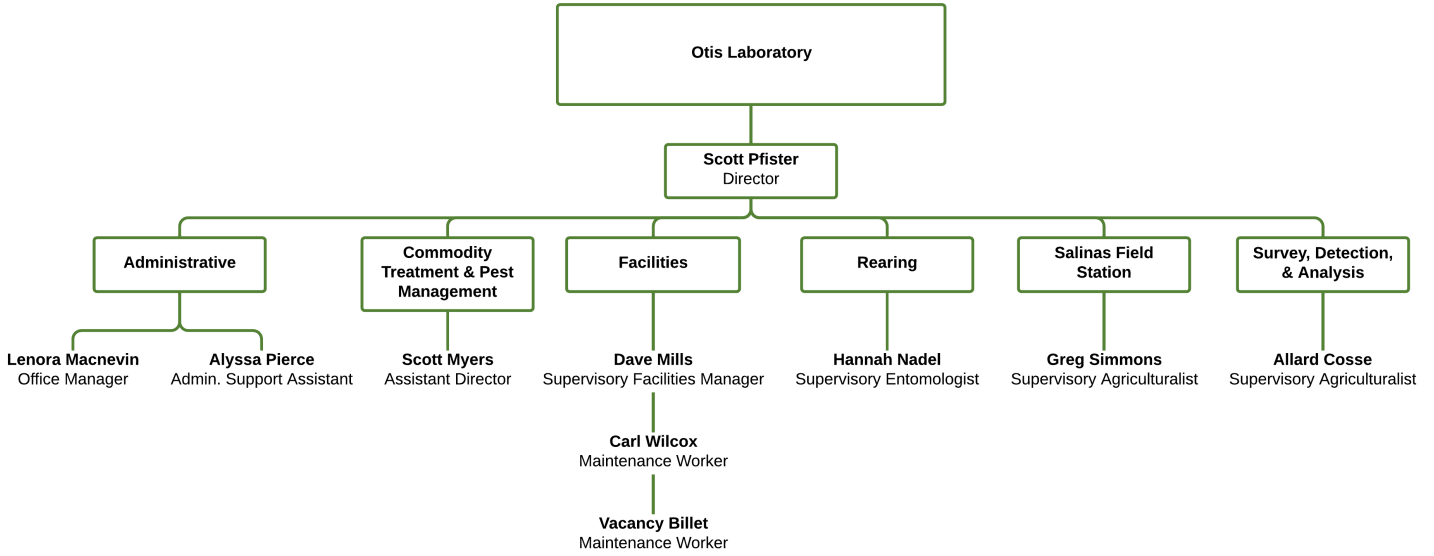 Otis Laboratory
Scott Pfister
Director
Administrative
Commodity
Treatment & Pest
Management
Facilities
Rearing
Salinas Field
Station
Survey, Detection,
& Analysis
Lenora Macnevin
Office Manager
Alyssa Pierce
Admin. Support Assistant
Scott Myers
Assistant Director
Dave Mills
Supervisory Facilities Manager
Hannah Nadel
Supervisory Entomologist
Greg Simmons
Supervisory Agriculturalist
Allard Cosse
Supervisory Agriculturalist
Carl Wilcox
Maintenance Worker
Vacancy Billet
Maintenance Worker